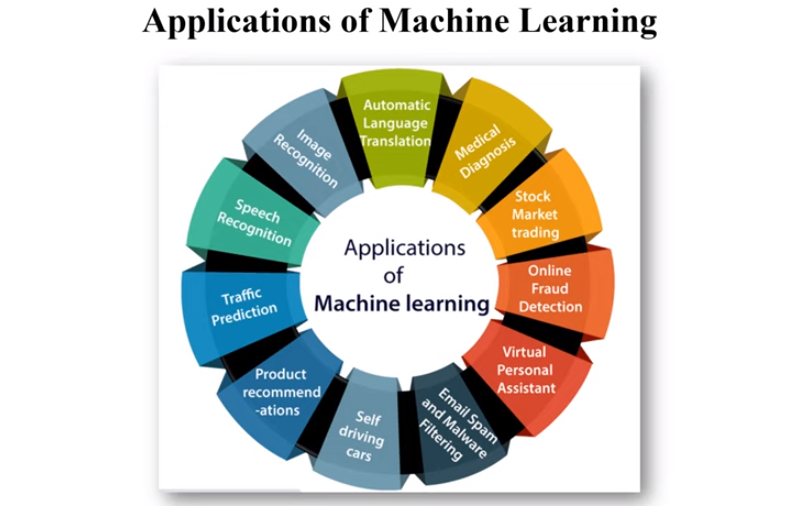 Applications of Machine Learning
Automatic
Language
Translation
Medical
Diagnosis
Stock
Market
trading
Online
Fraud
Detection
Virtual
Personal
Assistant
Email Spam
and Malware
Filtering
Self
driving
cars
Product
recommend
-ations
Traffic
Prediction
Speech
Recognition
Image
Recognition
Applications
of
Machine learning